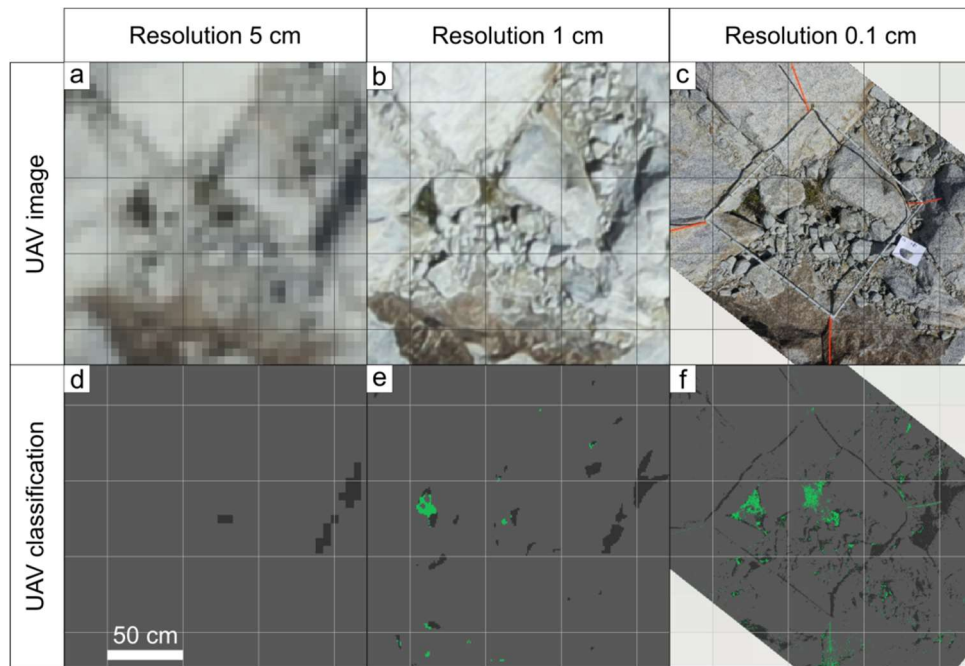 Resolution 5 cm
Resolution 1 cm
Resolution 0.1 cm
UAV image
a
b
c
UAV classification
d
e
f
50 cm